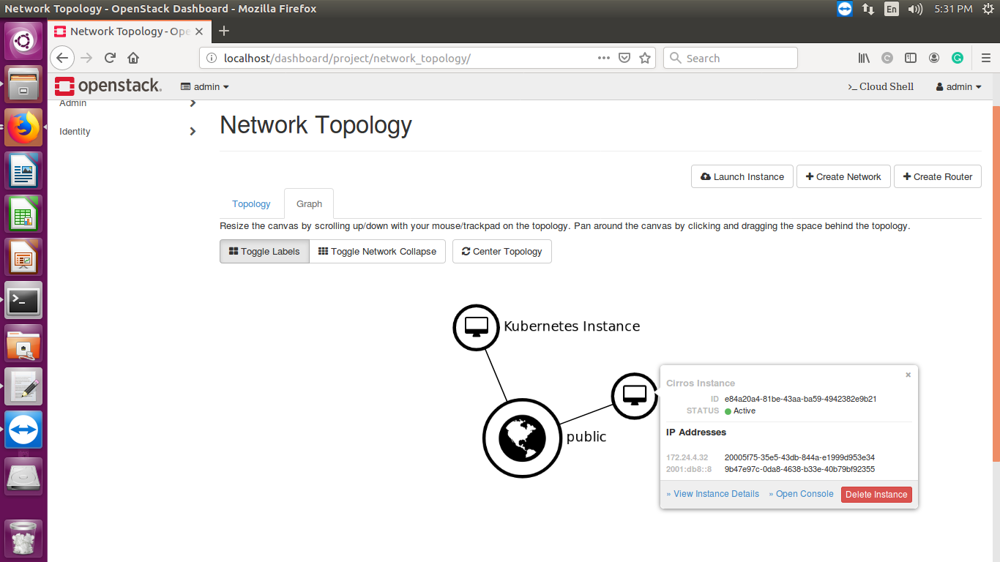 Network Topology - OpenStack Dashboard - Mozilla Firefox
En
5:31 PM
Network Topology - Ope
localhost/dashboard/project/network_topology/
Search
openstack.
admin
>_ Cloud Shell
admin
Admin
Identity
Network Topology
Launch Instance
Create Network
Create Router
Topology
Graph
Resize the canvas by scrolling up/down with your mouse/trackpad on the topology. Pan around the canvas by clicking and dragging the space behind the topology.
Toggle Labels
Toggle Network Collapse
Center Topology
Kubernetes Instance
public
Cirros Instance
ID e84a20a4-81be-43aa-ba59-4942382e9b21
STATUS Active
IP Addresses
172.24.4.32 20005f75-35e5-43db-844a-e1999d953e34
2001:db8::8 9b47e97c-0da8-4638-b33e-40b79bf92355
» View Instance Details
» Open Console
Delete Instance